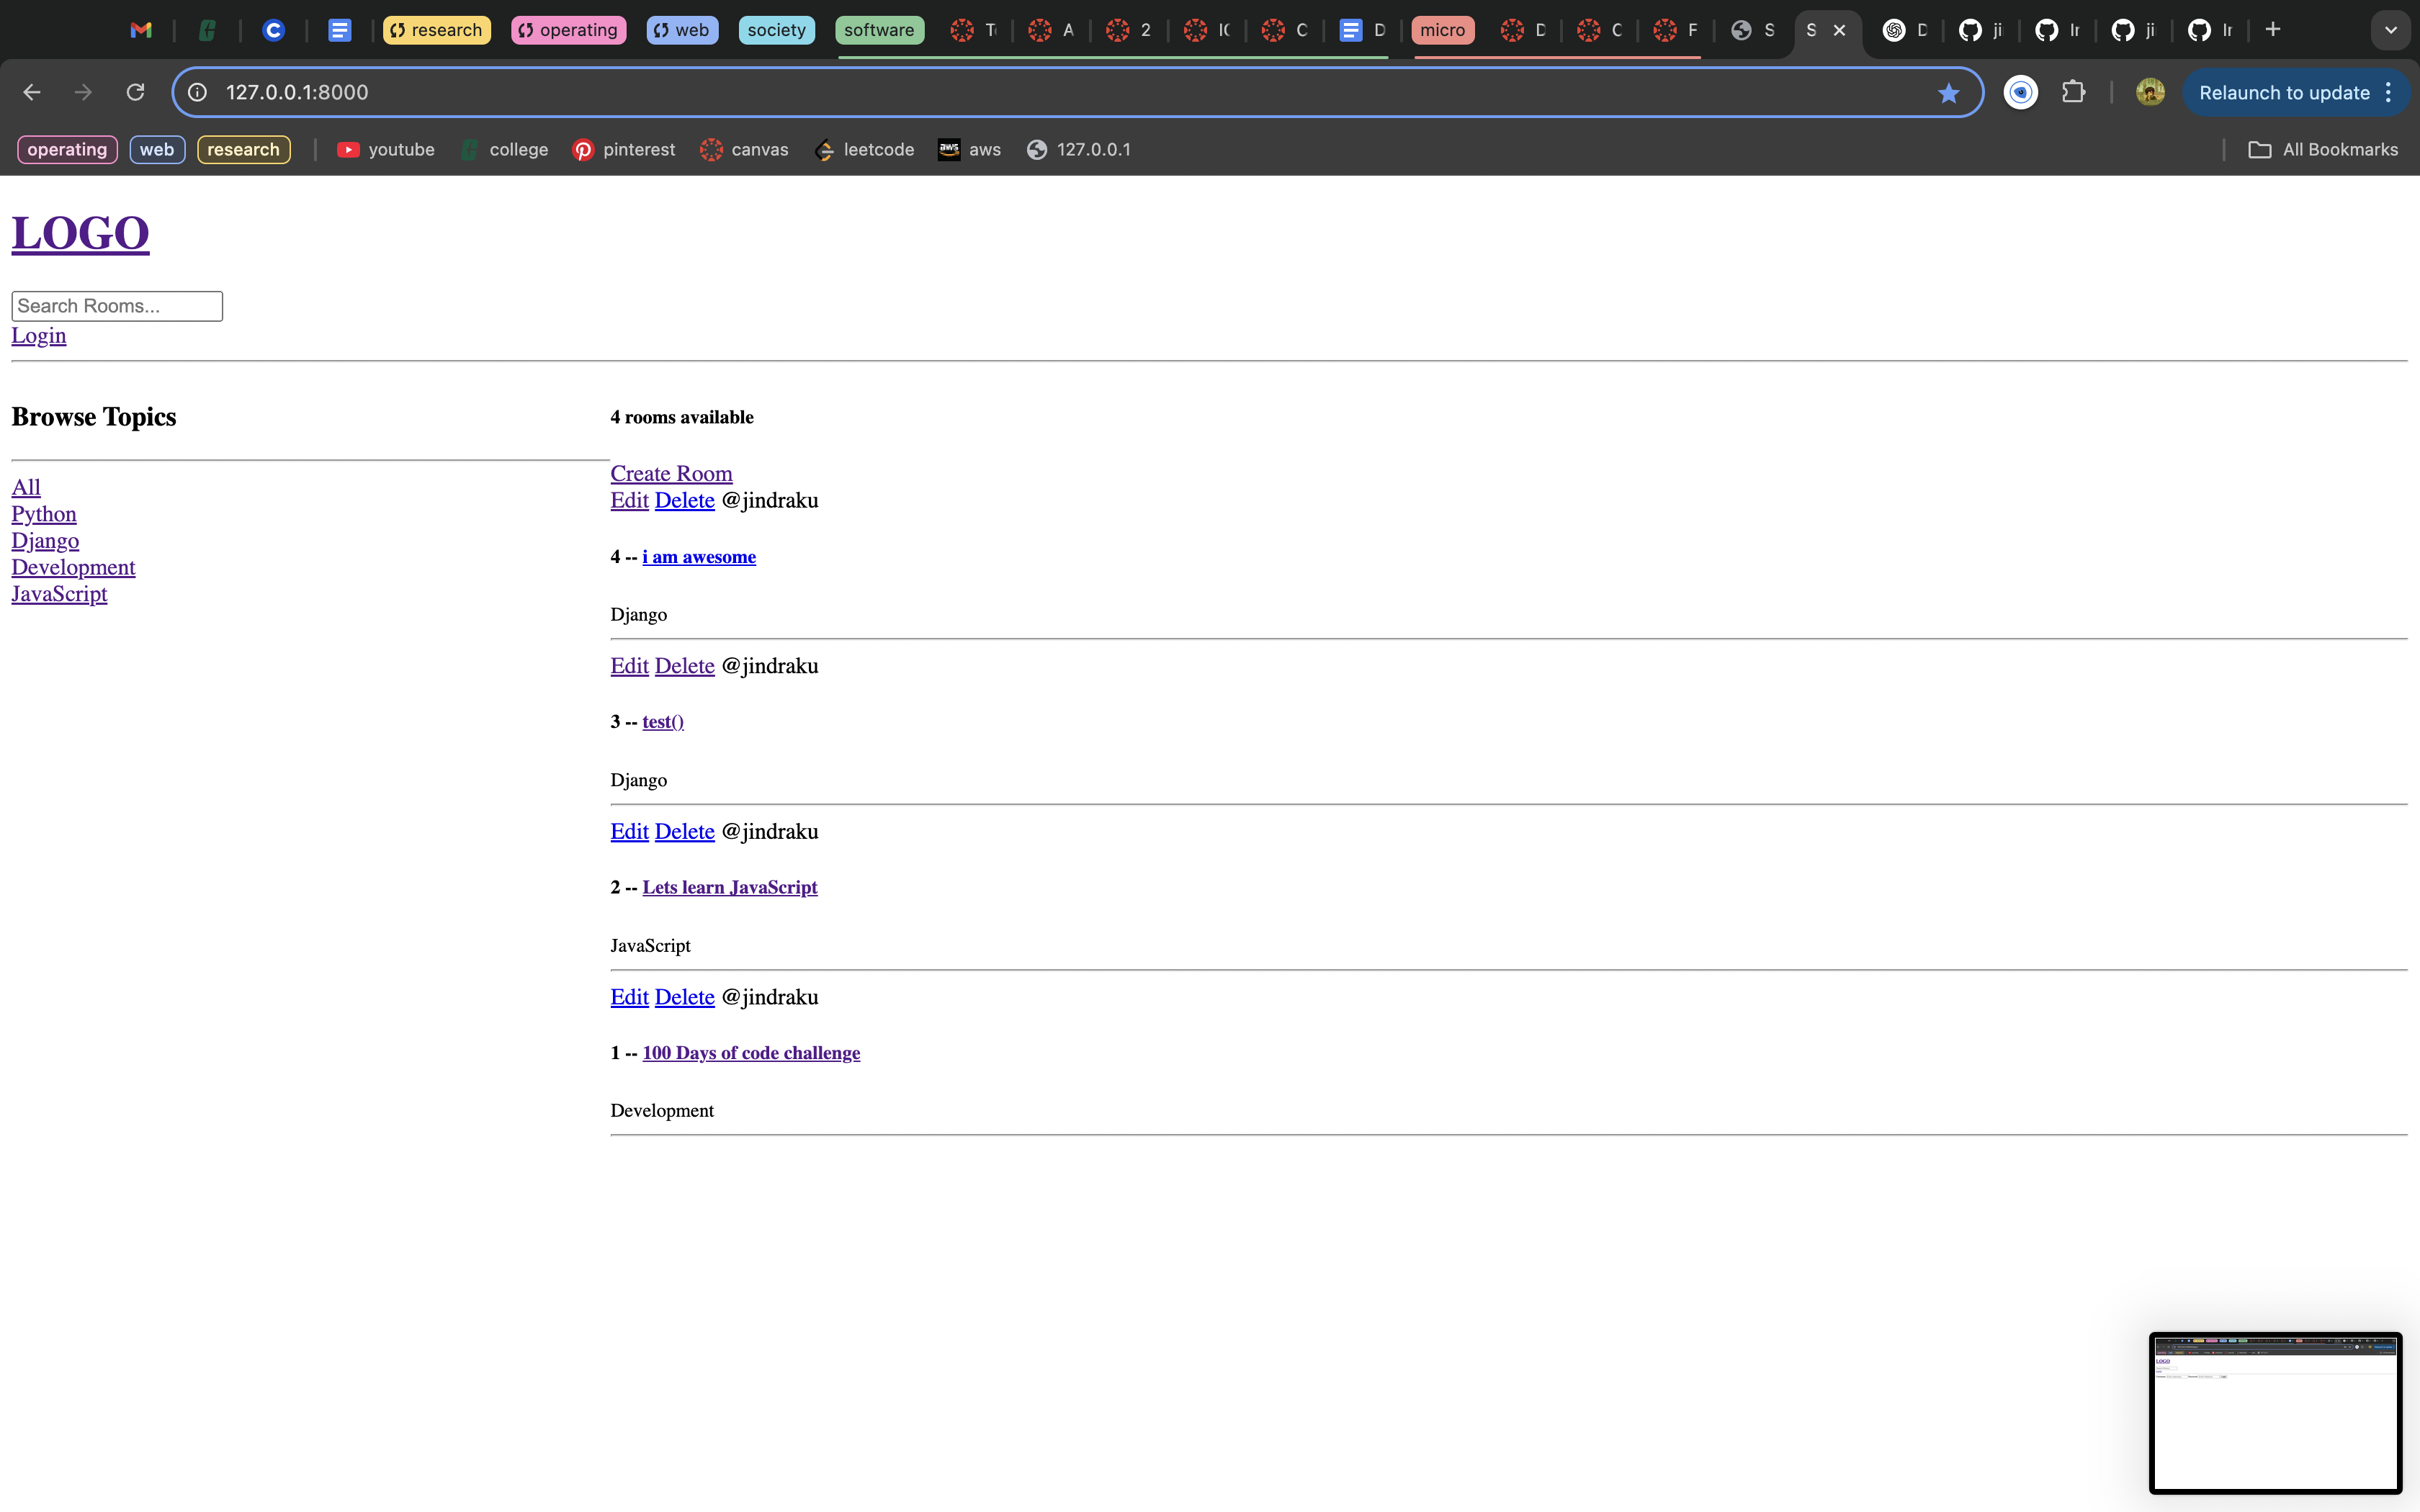 research operating web society software T A 2 IC C D micro D C F S S D ji Ir ji Ir
127.0.0.1:8000 Relaunch to update
operating web research youtube college pinterest canvas leetcode aws 127.0.0.1 All Bookmarks
LOGO
Search Rooms...
Login
Browse Topics
All
Python
Django
Development
JavaScript
4 rooms available
Create Room
Edit Delete @jindraku
4 -- i am awesome
Django
Edit Delete @jindraku
3 -- test()
Django
Edit Delete @jindraku
2 -- Lets learn JavaScript
JavaScript
Edit Delete @jindraku
1 -- 100 Days of code challenge
Development
LOGO